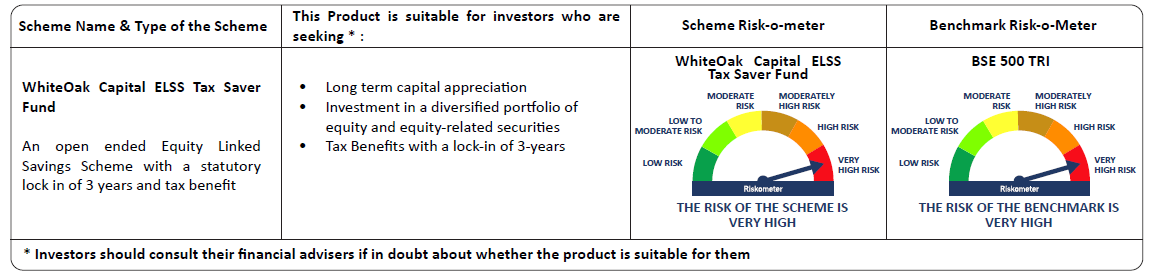 Scheme Name & Type of the Scheme
This Product is suitable for investors who are
seeking * :
Scheme Risk-o-meter
Benchmark Risk-o-Meter
WhiteOak Capital ELSS Tax Saver
Fund
An open ended Equity Linked
Savings Scheme with a statutory
lock in of 3 years and tax benefit
• Long term capital appreciation
• Investment in a diversified portfolio of
equity and equity-related securities
• Tax Benefits with a lock-in of 3-years
WhiteOak Capital ELSS
Tax Saver Fund
LOW RISK
LOW TO
MODERATE RISK
MODERATE
RISK
MODERATELY
HIGH RISK
HIGH RISK
VERY
HIGH RISK
Riskometer
THE RISK OF THE SCHEME IS
VERY HIGH
BSE 500 TRI
LOW RISK
LOW TO
MODERATE RISK
MODERATE
RISK
MODERATELY
HIGH RISK
HIGH RISK
VERY
HIGH RISK
Riskometer
THE RISK OF THE BENCHMARK IS
VERY HIGH
* Investors should consult their financial advisers if in doubt about whether the product is suitable for them